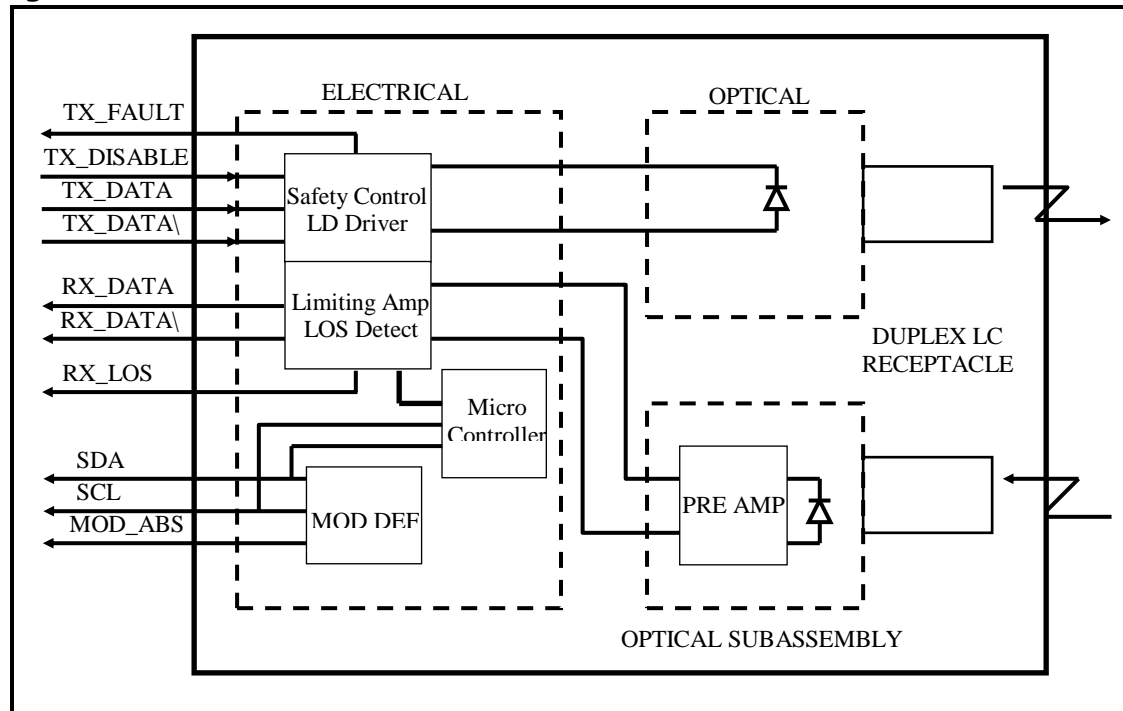 ELECTRICAL
OPTICAL
TX_FAULT
TX_DISABLE
TX_DATA
TX_DATA\
Safety Control
LD Driver
RX_DATA
RX_DATA\
Limiting Amp
LOS Detect
DUPLEX LC
RECEPTACLE
RX_LOS
Micro
Controller
SDA
SCL
MOD_ABS
MOD DEF
PRE AMP
OPTICAL SUBASSEMBLY